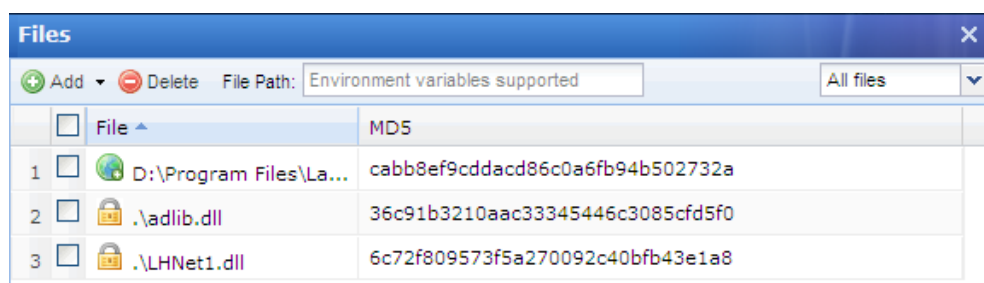 Files
Add Delete File Path: Environment variables supported All files
File MD5
1 D:\Program Files\La... cabb8ef9cddacd86c0a6fb94b502732a
2 .\adlib.dll 36c91b3210aac33345446c3085cfd5f0
3 .\LHNet1.dll 6c72f809573f5a270092c40bfb43e1a8